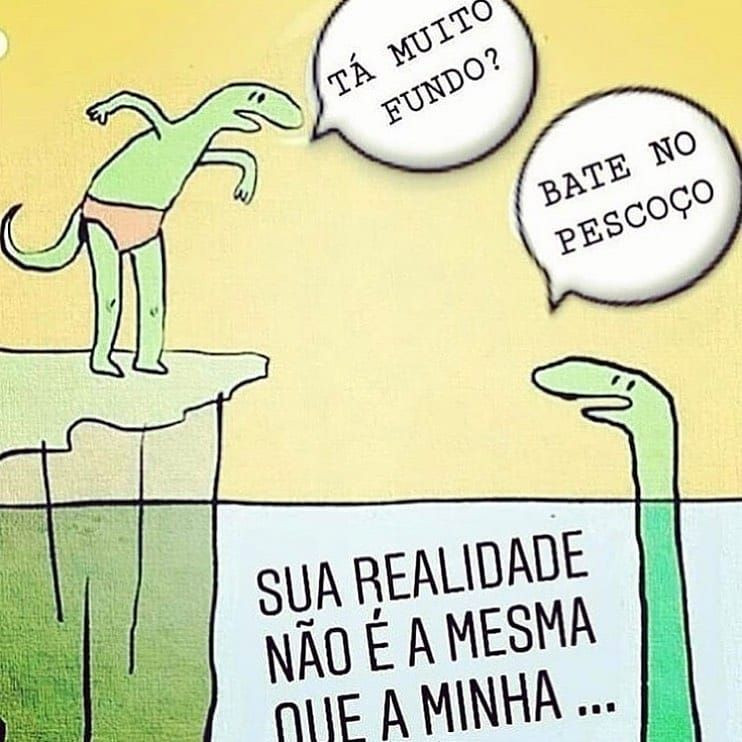 TÁ MUITO
FUNDO?
BATE NO
PESCOÇO
SUA REALIDADE
NÃO É A MESMA
QUE A MINHA ...